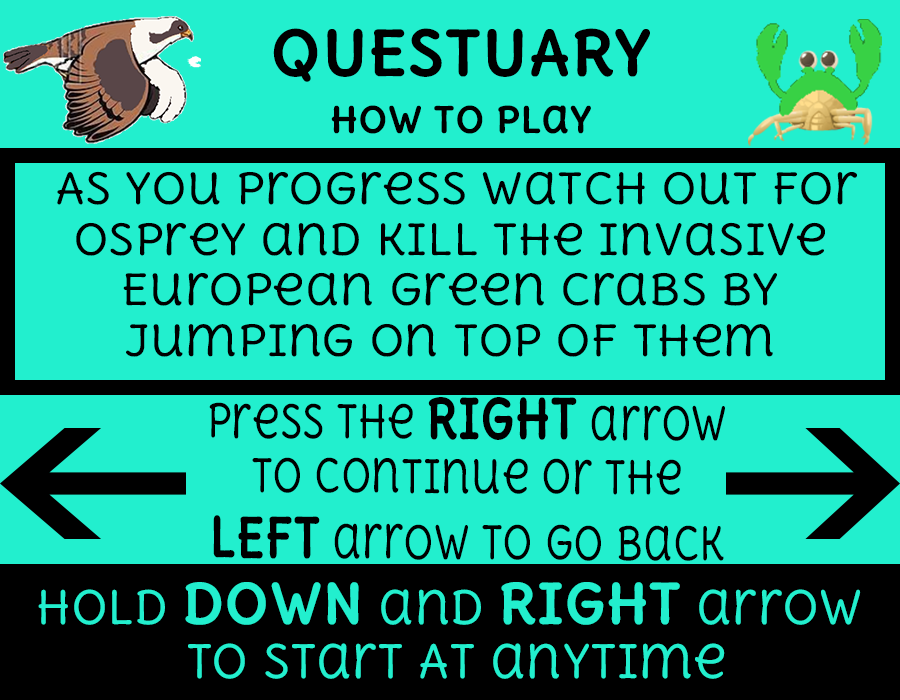 QUESTUARY
HOW TO PLAY
AS YOU PROGRESS WATCH OUT FOR
OSPREY AND KILL THE INVASIVE
EUROPEAN GREEN CRABS BY
JUMPING ON TOP OF THEM
PRESS THE RIGHT ARROW
TO CONTINUE OR THE
LEFT ARROW TO GO BACK
HOLD DOWN AND RIGHT ARROW
TO START AT ANYTIME